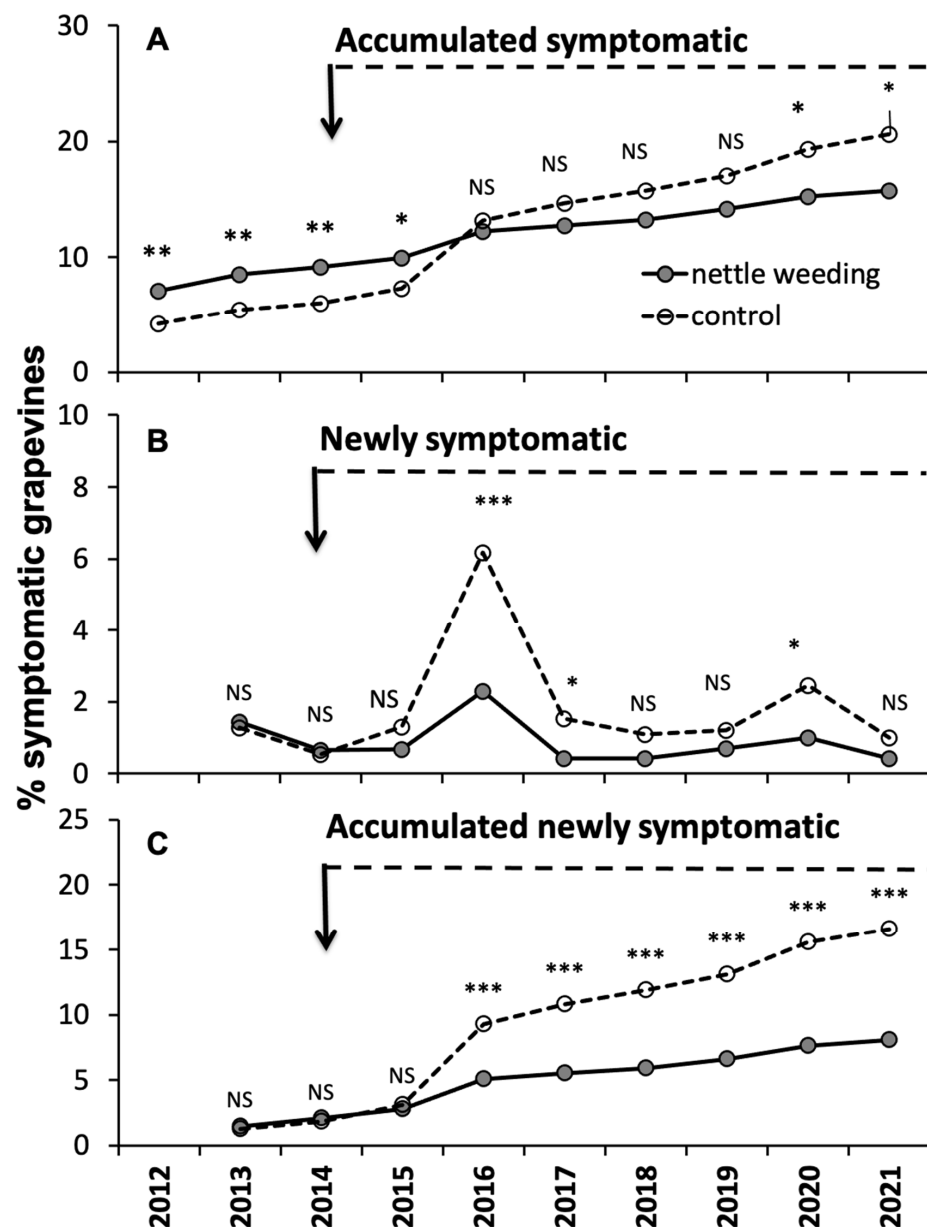 % symptomatic grapevines
A
Accumulated symptomatic
30
20
10
0
** ** ** * NS NS NS NS * *
nettle weeding
control
B
Newly symptomatic
10
8
6
4
2
0
NS NS NS *** * NS NS * NS
C
Accumulated newly symptomatic
25
20
15
10
5
0
NS NS NS *** *** *** *** *** ***
2012 2013 2014 2015 2016 2017 2018 2019 2020 2021